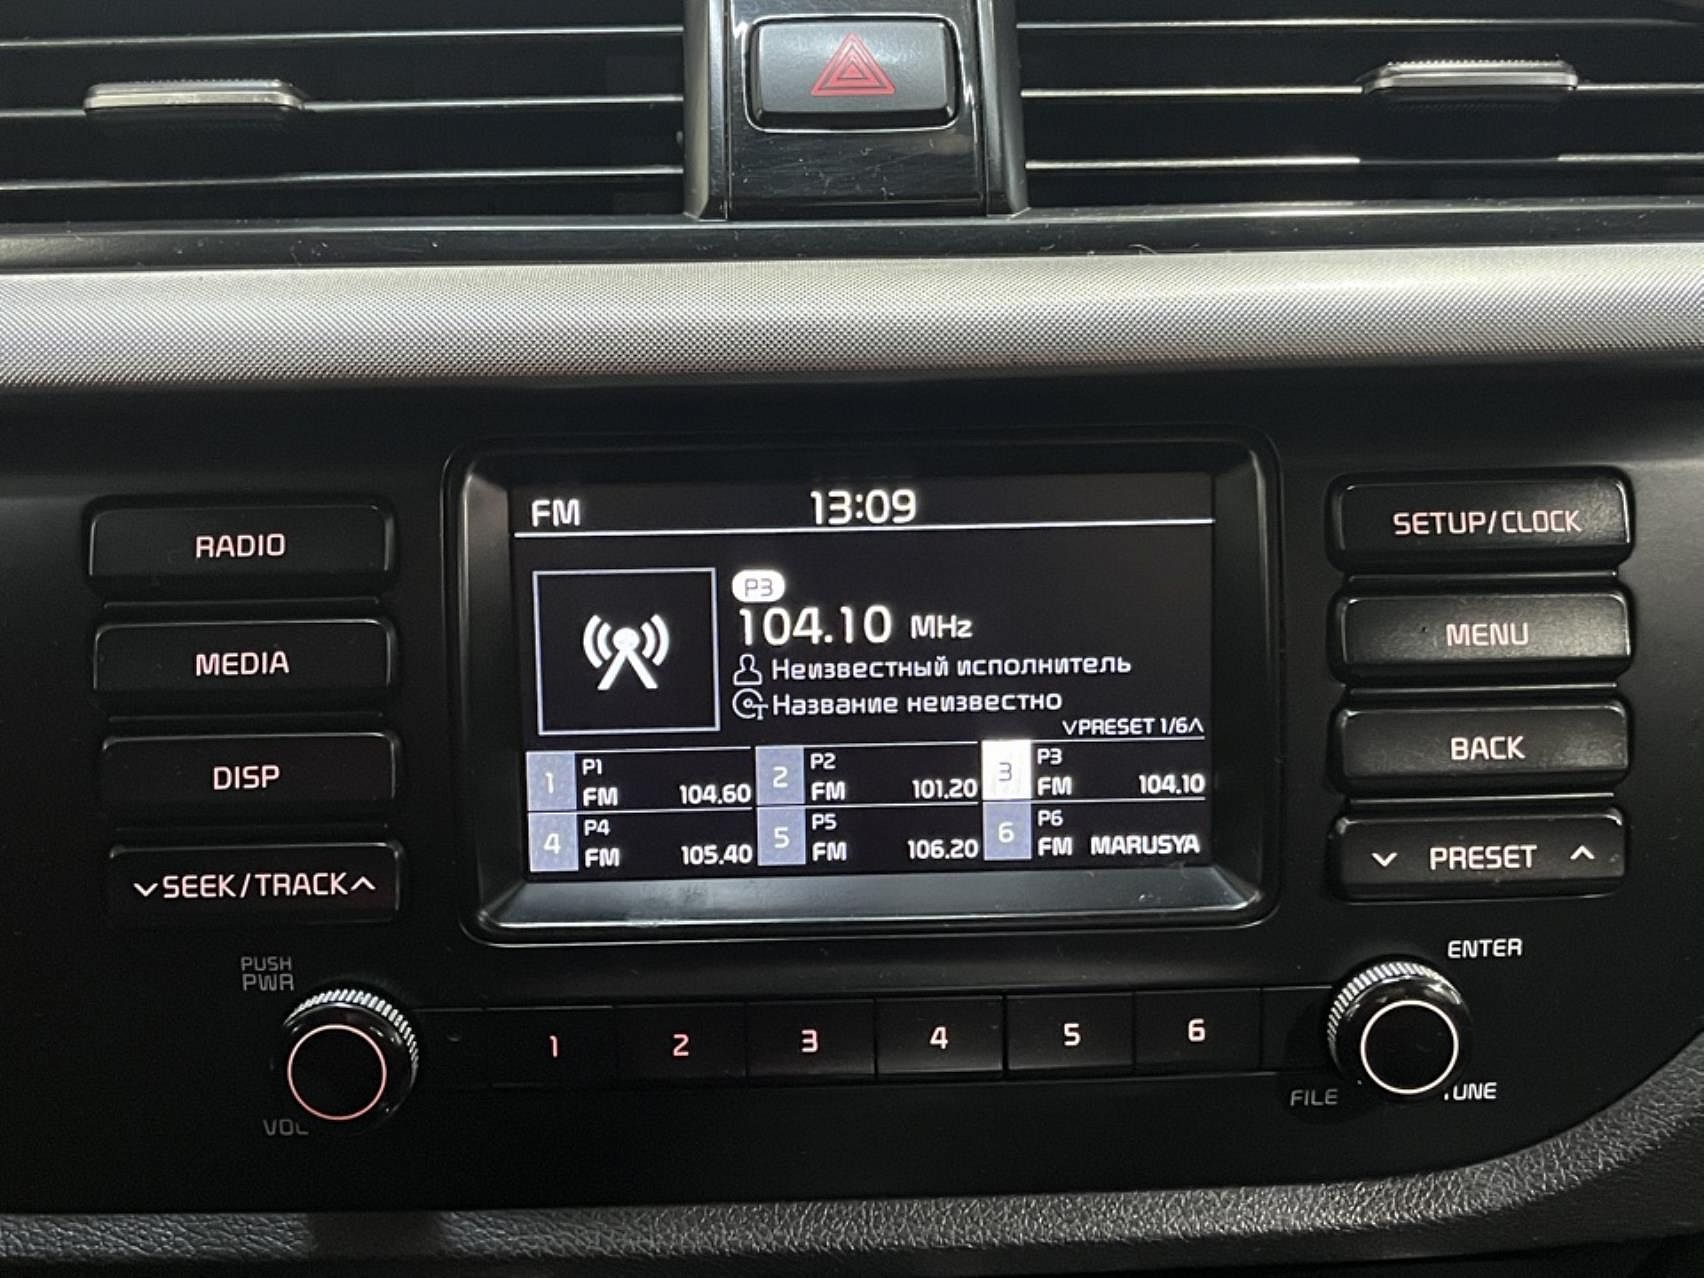 FM 13:09
RADIO
MEDIA
DISP
∨SEEK/TRACK∧
P3
104.10 MHz
Неизвестный исполнитель
Название неизвестно
∨PRESET 1/6∧
1 P1 FM 104.60
2 P2 FM 101.20
3 P3 FM 104.10
4 P4 FM 105.40
5 P5 FM 106.20
6 P6 FM MARUSYA
SETUP/CLOCK
MENU
BACK
∨ PRESET ∧
PUSH
PWR
VOL
1 2 3 4 5 6
ENTER
FILE
TUNE